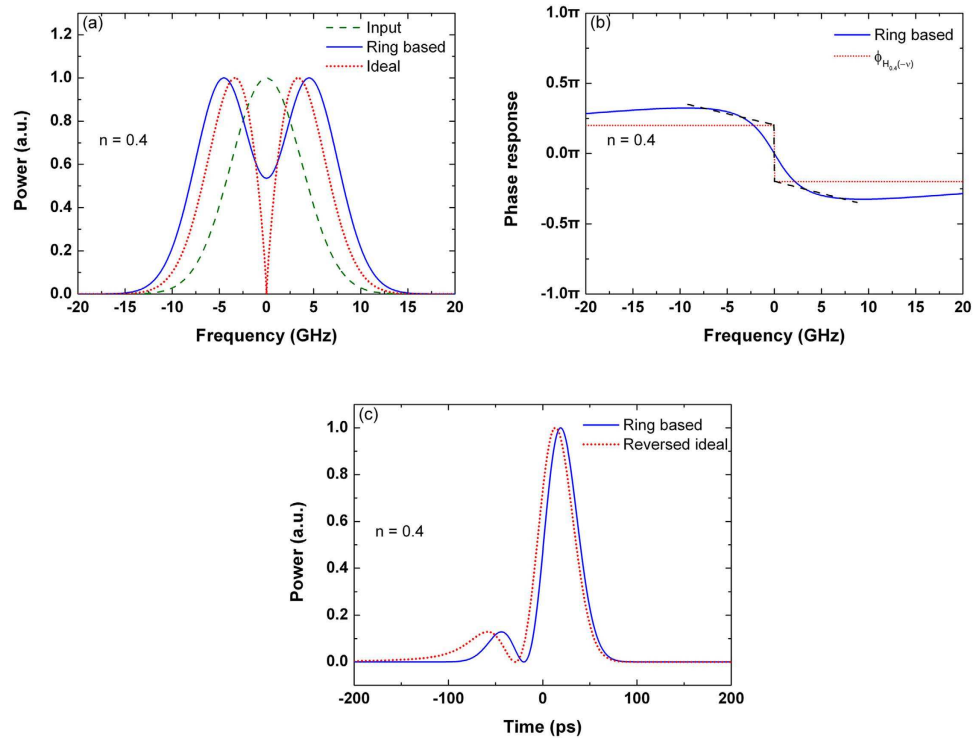 (a)
Input
Ring based
Ideal
n = 0.4
Power (a.u.)
1.0
0.8
0.6
0.4
0.2
0.0
-20 -15 -10 -5 0 5 10 15 20
Frequency (GHz)
(b)
Ring based
ϕH0.4(-ν)
n = 0.4
Phase response
1.0π
0.5π
0.0π
-0.5π
-1.0π
-20 -15 -10 -5 0 5 10 15 20
Frequency (GHz)
(c)
Ring based
Reversed ideal
n = 0.4
Power (a.u.)
1.0
0.8
0.6
0.4
0.2
0.0
-200 -100 0 100 200
Time (ps)